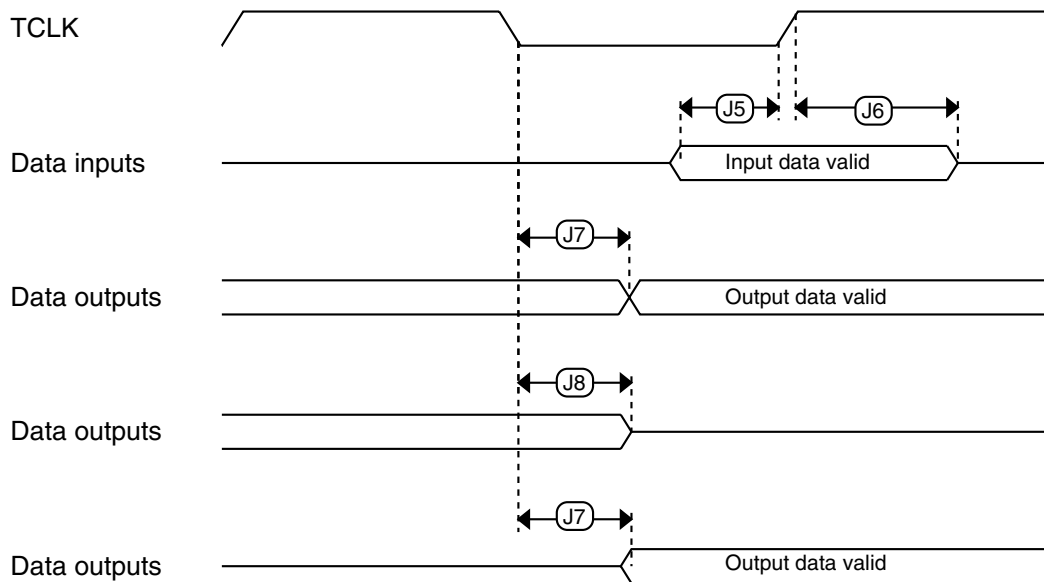 TCLK
J5
J6
Data inputs
Input data valid
J7
Data outputs
Output data valid
J8
Data outputs
J7
Data outputs
Output data valid